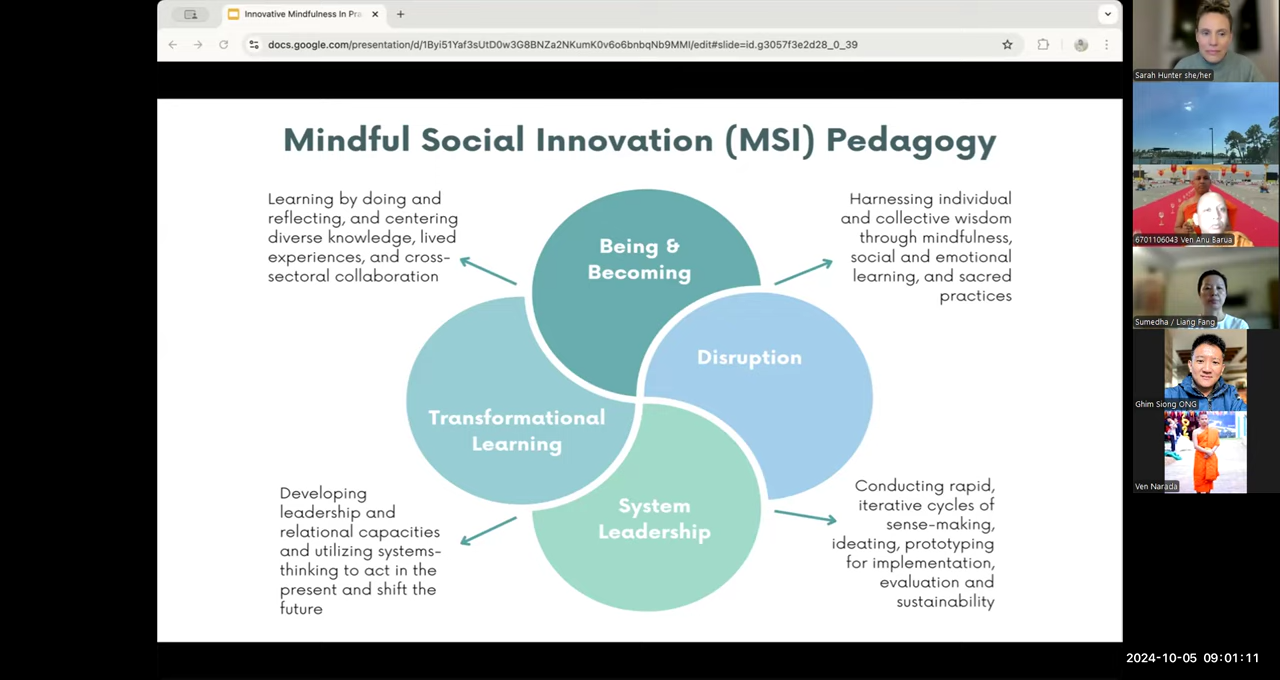 Innovative Mindfulness In Pra
docs.google.com/presentation/d/1Byi51Yaf3sUtD0w3G8BNZa2NKumK0v6o6bnbqNb9MMI/edit#slide=id.g3057f3e2d28_0_39
Mindful Social Innovation (MSI) Pedagogy
Learning by doing and
reflecting, and centering
diverse knowledge, lived
experiences, and cross-
sectoral collaboration
Being &
Becoming
Harnessing individual
and collective wisdom
through mindfulness,
social and emotional
learning, and sacred
practices
Disruption
Transformational
Learning
Developing
leadership and
relational capacities
and utilizing systems-
thinking to act in the
present and shift the
future
System
Leadership
Conducting rapid,
iterative cycles of
sense-making,
ideating, prototyping
for implementation,
evaluation and
sustainability
Sarah Hunter she/her
6701106043 Ven Anu Barua
Sumedha / Liang Fang
Ghim Siong ONG
Ven Narada
2024-10-05 09:01:11